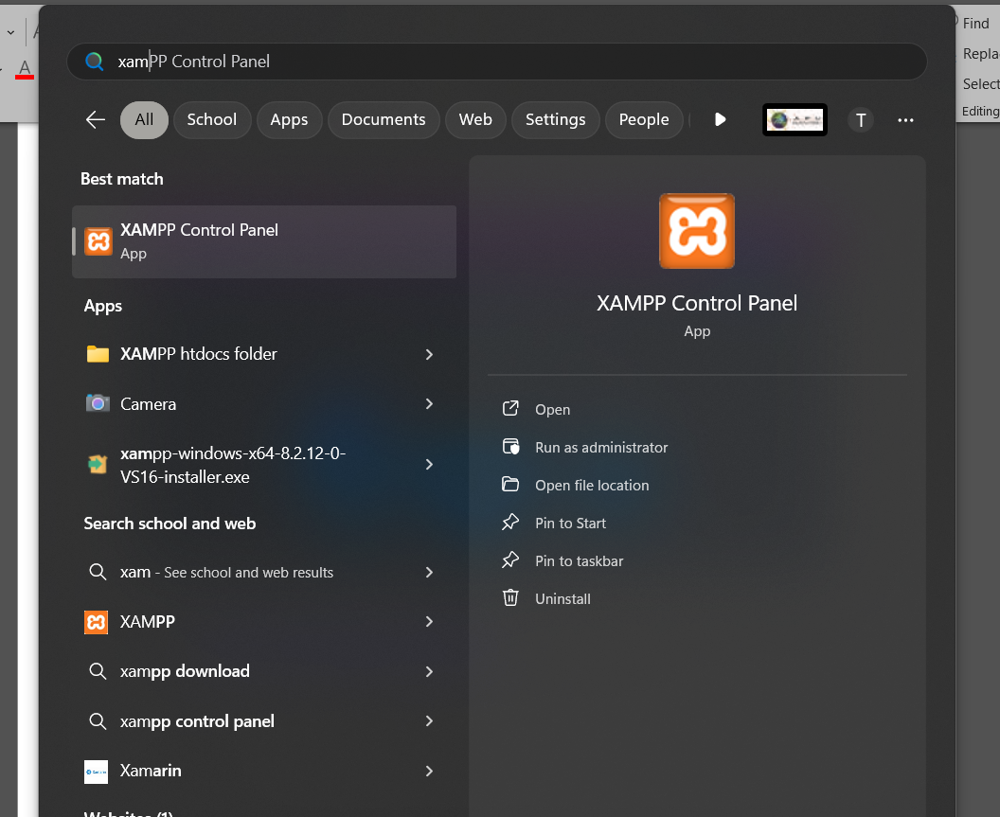 Find
xamPP Control Panel
Repla
A
Select
All School Apps Documents Web Settings People
T
Editing
Best match
XAMPP Control Panel
App
Apps
XAMPP htdocs folder
Camera
xampp-windows-x64-8.2.12-0-
VS16-installer.exe
Search school and web
xam - See school and web results
XAMPP
xampp download
xampp control panel
Xamarin
Websites (1)
XAMPP Control Panel
App
Open
Run as administrator
Open file location
Pin to Start
Pin to taskbar
Uninstall